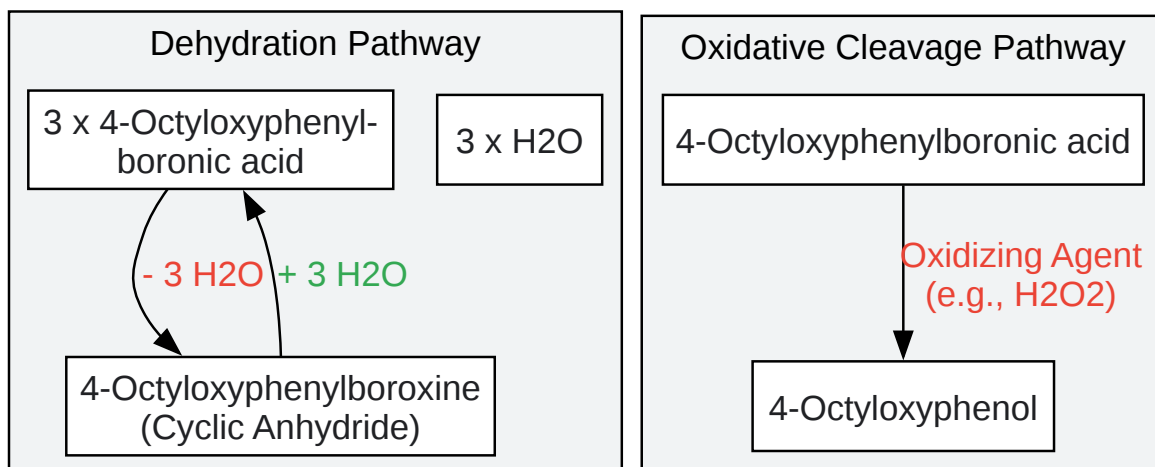 Dehydration Pathway
3 x 4-Octyloxyphenyl-
boronic acid
3 x H2O
- 3 H2O
+ 3 H2O
4-Octyloxyphenylboroxine
(Cyclic Anhydride)
Oxidative Cleavage Pathway
4-Octyloxyphenylboronic acid
Oxidizing Agent
(e.g., H2O2)
4-Octyloxyphenol